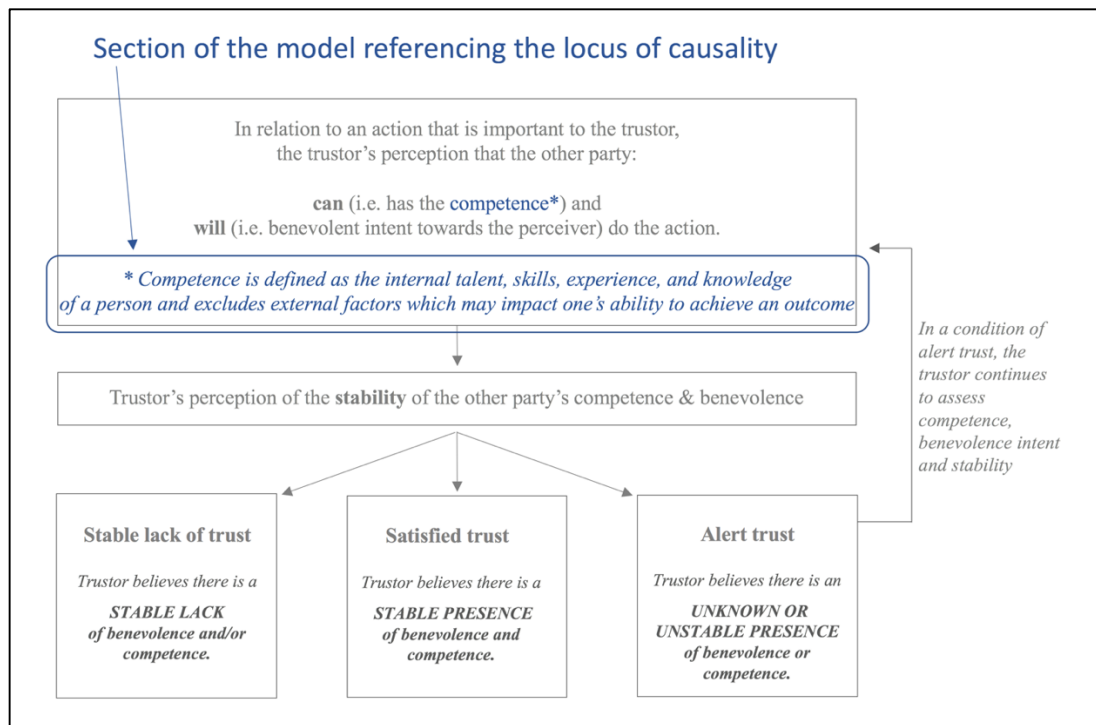 Section of the model referencing the locus of causality
In relation to an action that is important to the trustor,
the trustor’s perception that the other party:
can (i.e. has the competence*) and
will (i.e. benevolent intent towards the perceiver) do the action.
* Competence is defined as the internal talent, skills, experience, and knowledge
of a person and excludes external factors which may impact one’s ability to achieve an outcome
In a condition of
alert trust, the
trustor continues
to assess
competence,
benevolence intent
and stability
Trustor’s perception of the stability of the other party’s competence & benevolence
Stable lack of trust
Trustor believes there is a
STABLE LACK
of benevolence and/or
competence.
Satisfied trust
Trustor believes there is a
STABLE PRESENCE
of benevolence and
competence.
Alert trust
Trustor believes there is an
UNKNOWN OR
UNSTABLE PRESENCE
of benevolence or
competence.